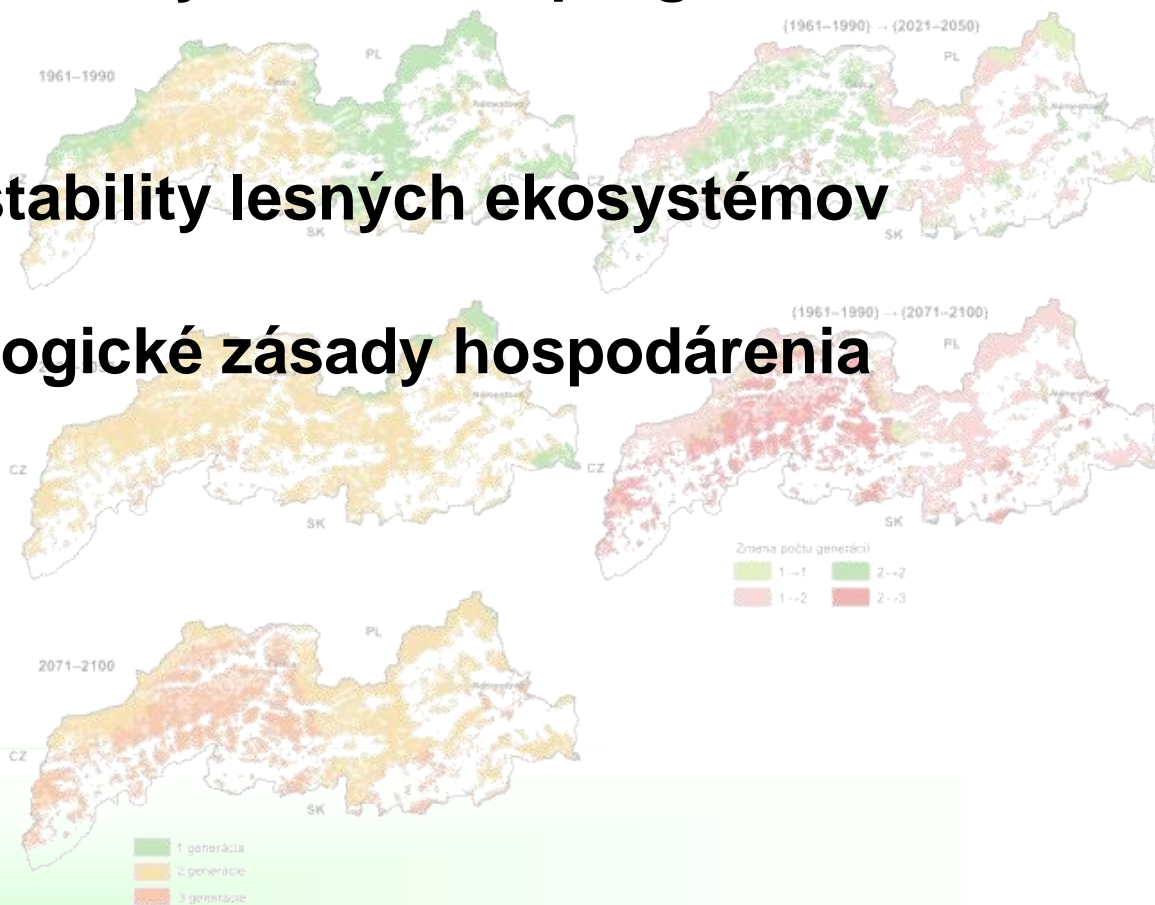 (1961–1990) → (2021–2050)
PL
PL
1961–1990
stability lesných ekosystémov
SK
SK
(1961–1990) → (2071–2100)
PL
ogické zásady hospodárenia
CZ
CZ
SK
SK
Zmena počtu generácií
1→1
2→2
1→2
2→3
PL
2071–2100
CZ
SK
1 generácia
2 generácie
3 generácie